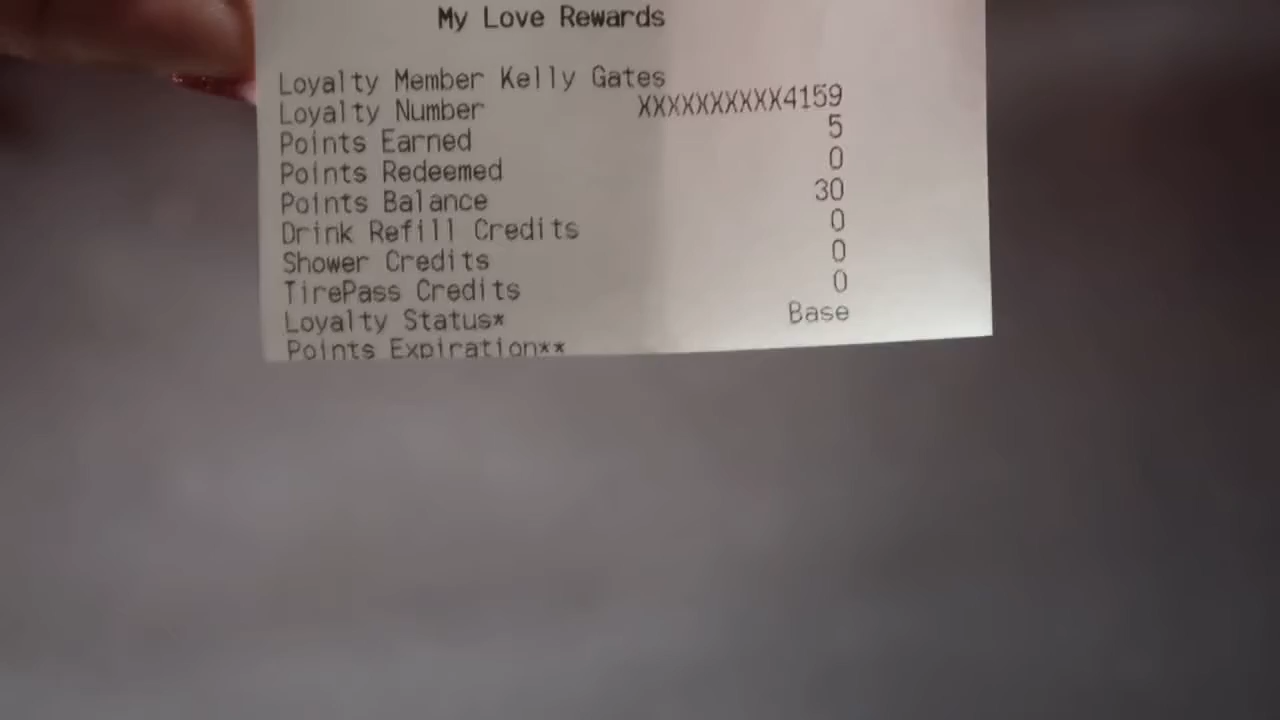 My Love Rewards
Loyalty Member Kelly Gates
Loyalty Number XXXXXXXXXX4159
Points Earned 5
Points Redeemed 0
Points Balance 30
Drink Refill Credits 0
Shower Credits 0
TirePass Credits 0
Loyalty Status* Base
Points Expiration**